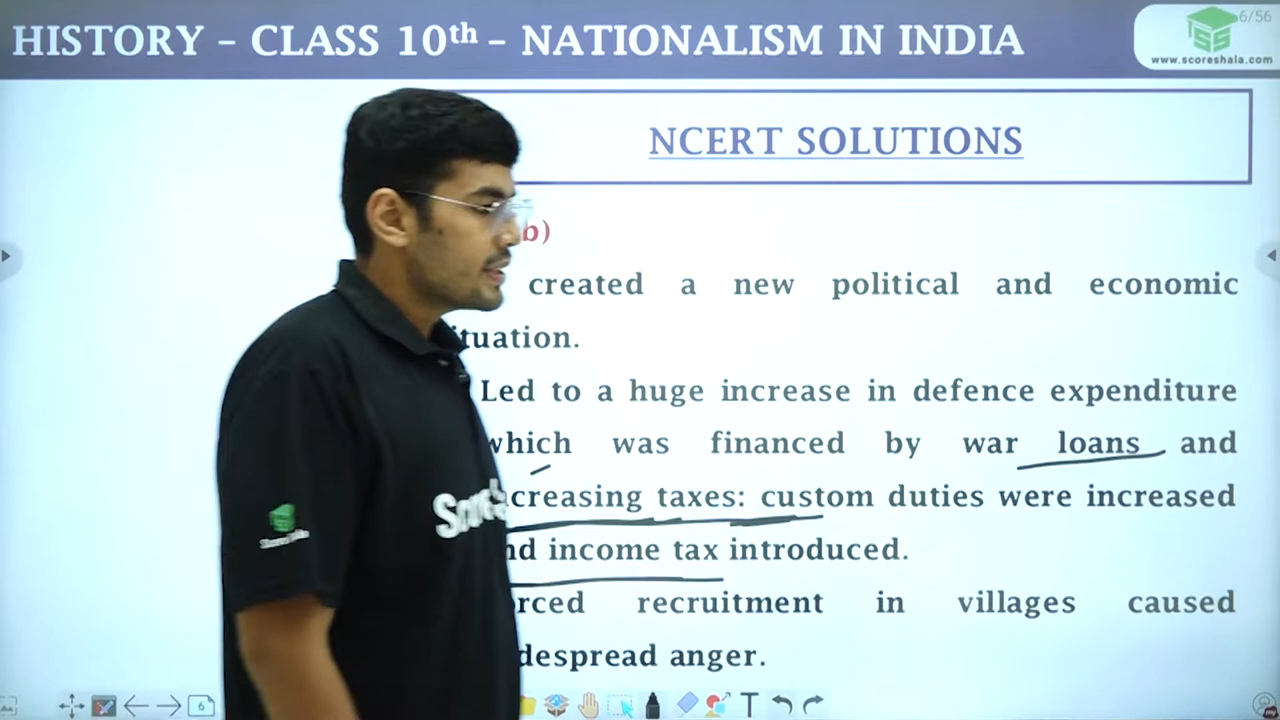 HISTORY – CLASS 10th – NATIONALISM IN INDIA
6/56
www.scoreshala.com
NCERT SOLUTIONS
b)
created a new political and economic
ituation.
Led to a huge increase in defence expenditure
which was financed by war loans and
creasing taxes: custom duties were increased
nd income tax introduced.
orced recruitment in villages caused
despread anger.
6
T